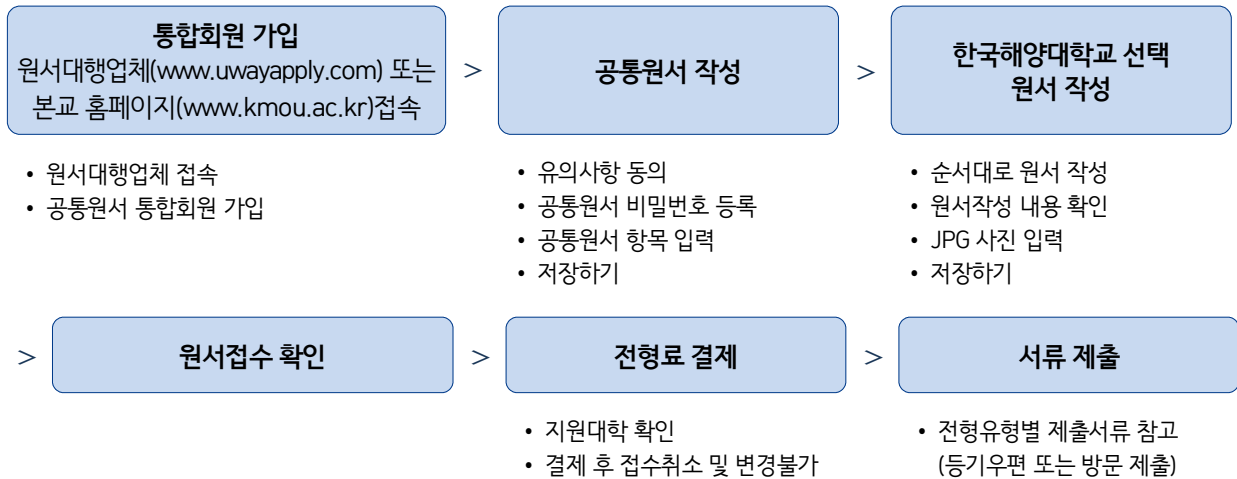 통합회원 가입
원서대행업체(www.uwayapply.com) 또는
본교 홈페이지(www.kmou.ac.kr)접속
• 원서대행업체 접속
• 공통원서 통합회원 가입
>
공통원서 작성
• 유의사항 동의
• 공통원서 비밀번호 등록
• 공통원서 항목 입력
• 저장하기
>
한국해양대학교 선택
원서 작성
• 순서대로 원서 작성
• 원서작성 내용 확인
• JPG 사진 입력
• 저장하기
>
원서접수 확인
>
전형료 결제
• 지원대학 확인
• 결제 후 접수취소 및 변경불가
>
서류 제출
• 전형유형별 제출서류 참고
(등기우편 또는 방문 제출)